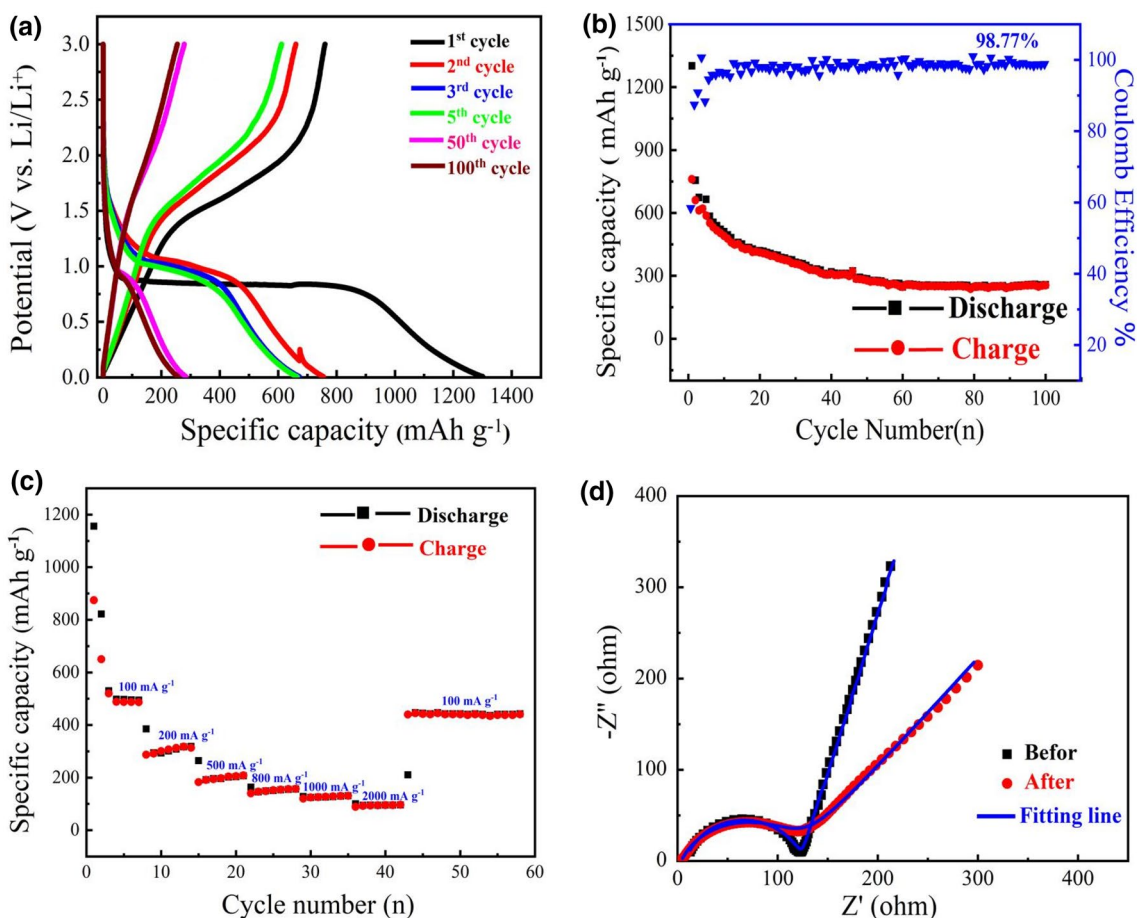 (a)
3.0
2.5
2.0
1.5
1.0
0.5
0.0
Potential (V vs. Li/Li⁺)
1ˢᵗ cycle
2ⁿᵈ cycle
3ʳᵈ cycle
5ᵗʰ cycle
50ᵗʰ cycle
100ᵗʰ cycle
0 200 400 600 800 1000 1200 1400
Specific capacity (mAh g⁻¹)
(b)
1500
1350
1200
900
600
300
0
Specific capacity ( mAh g⁻¹)
98.77%
Discharge
Charge
100
80
60
40
20
Coulomb Efficiency %
0 20 40 60 80 100
Cycle Number(n)
(c)
1200
1000
800
600
400
200
0
Specific capacity (mAh g⁻¹)
Discharge
Charge
100 mA g⁻¹
200 mA g⁻¹
500 mA g⁻¹
800 mA g⁻¹
1000 mA g⁻¹
2000 mA g⁻¹
100 mA g⁻¹
0 10 20 30 40 50 60
Cycle number (n)
(d)
400
300
200
100
0
-Z″ (ohm)
Befor
After
Fitting line
0 100 200 300 400
Z' (ohm)